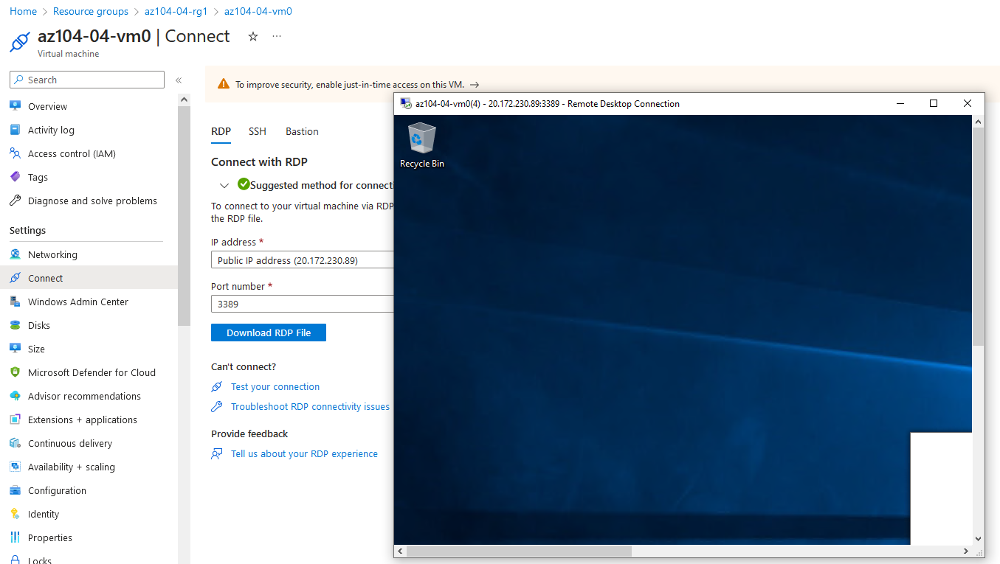 Home > Resource groups > az104-04-rg1 > az104-04-vm0
az104-04-vm0 | Connect
Virtual machine
Search
Overview
Activity log
Access control (IAM)
Tags
Diagnose and solve problems
Settings
Networking
Connect
Windows Admin Center
Disks
Size
Microsoft Defender for Cloud
Advisor recommendations
Extensions + applications
Continuous delivery
Availability + scaling
Configuration
Identity
Properties
Locks
To improve security, enable just-in-time access on this VM. →
RDP SSH Bastion
Connect with RDP
Suggested method for connecti
To connect to your virtual machine via RDP
the RDP file.
IP address *
Public IP address (20.172.230.89)
Port number *
3389
Download RDP File
Can't connect?
Test your connection
Troubleshoot RDP connectivity issues
Provide feedback
Tell us about your RDP experience
az104-04-vm0(4) - 20.172.230.89:3389 - Remote Desktop Connection
Recycle Bin